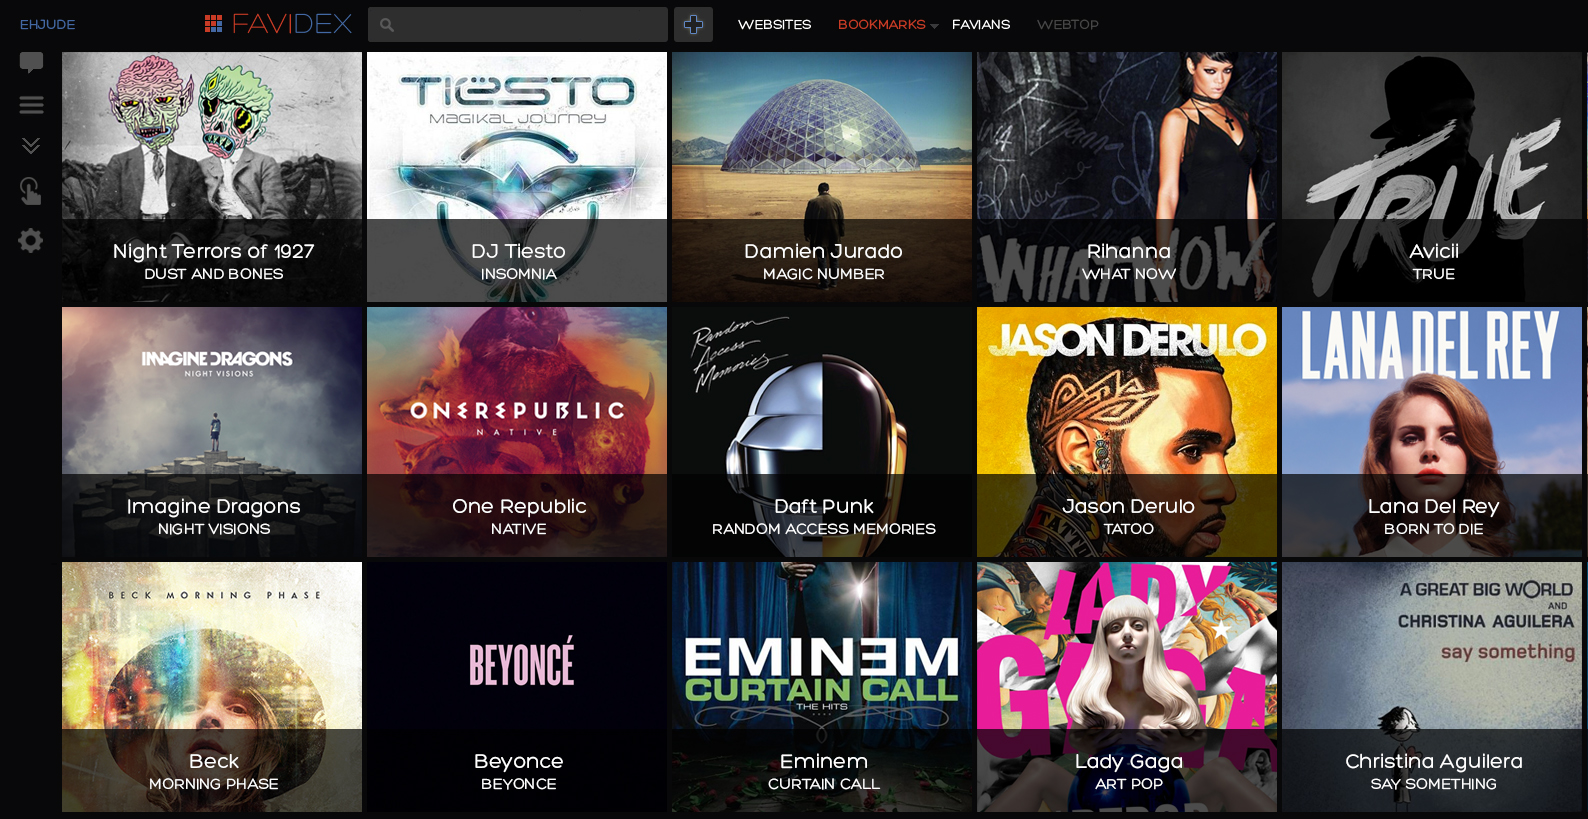 EHJUDE
FAVIDEX
WEBSITES
BOOKMARKS
FAVIANS
WEBTOP
Night Terrors of 1927
DUST AND BONES
TIËSTO
MAGIKAL JOURNEY
DJ Tiesto
INSOMNIA
Damien Jurado
MAGIC NUMBER
WHAT NOW
Rihanna
WHAT NOW
TRUE
Avicii
TRUE
IMAGINE DRAGONS
NIGHT VISIONS
Imagine Dragons
NIGHT VISIONS
ONEREPUBLIC
NATIVE
One Republic
NATIVE
Random
Access
Memories
Daft Punk
RANDOM ACCESS MEMORIES
JASON DERULO
Jason Derulo
TATOO
LANA DEL REY
Lana Del Rey
BORN TO DIE
BECK MORNING PHASE
Beck
MORNING PHASE
BEYONCÉ
Beyonce
BEYONCE
EMINEM
CURTAIN CALL
THE HITS
Eminem
CURTAIN CALL
LADY
GAGA
Lady Gaga
ART POP
A GREAT BIG WORLD
AND
CHRISTINA AGUILERA
say something
Christina Aguilera
SAY SOMETHING